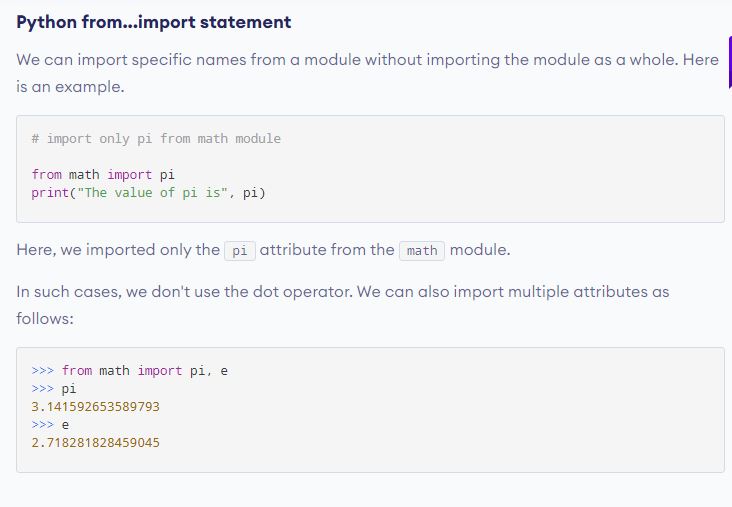 Python from...import statement
We can import specific names from a module without importing the module as a whole. Here
is an example.
# import only pi from math module
from math import pi
print("The value of pi is", pi)
Here, we imported only the pi attribute from the math module.
In such cases, we don't use the dot operator. We can also import multiple attributes as
follows:
>>> from math import pi, e
>>> pi
3.141592653589793
>>> e
2.718281828459045